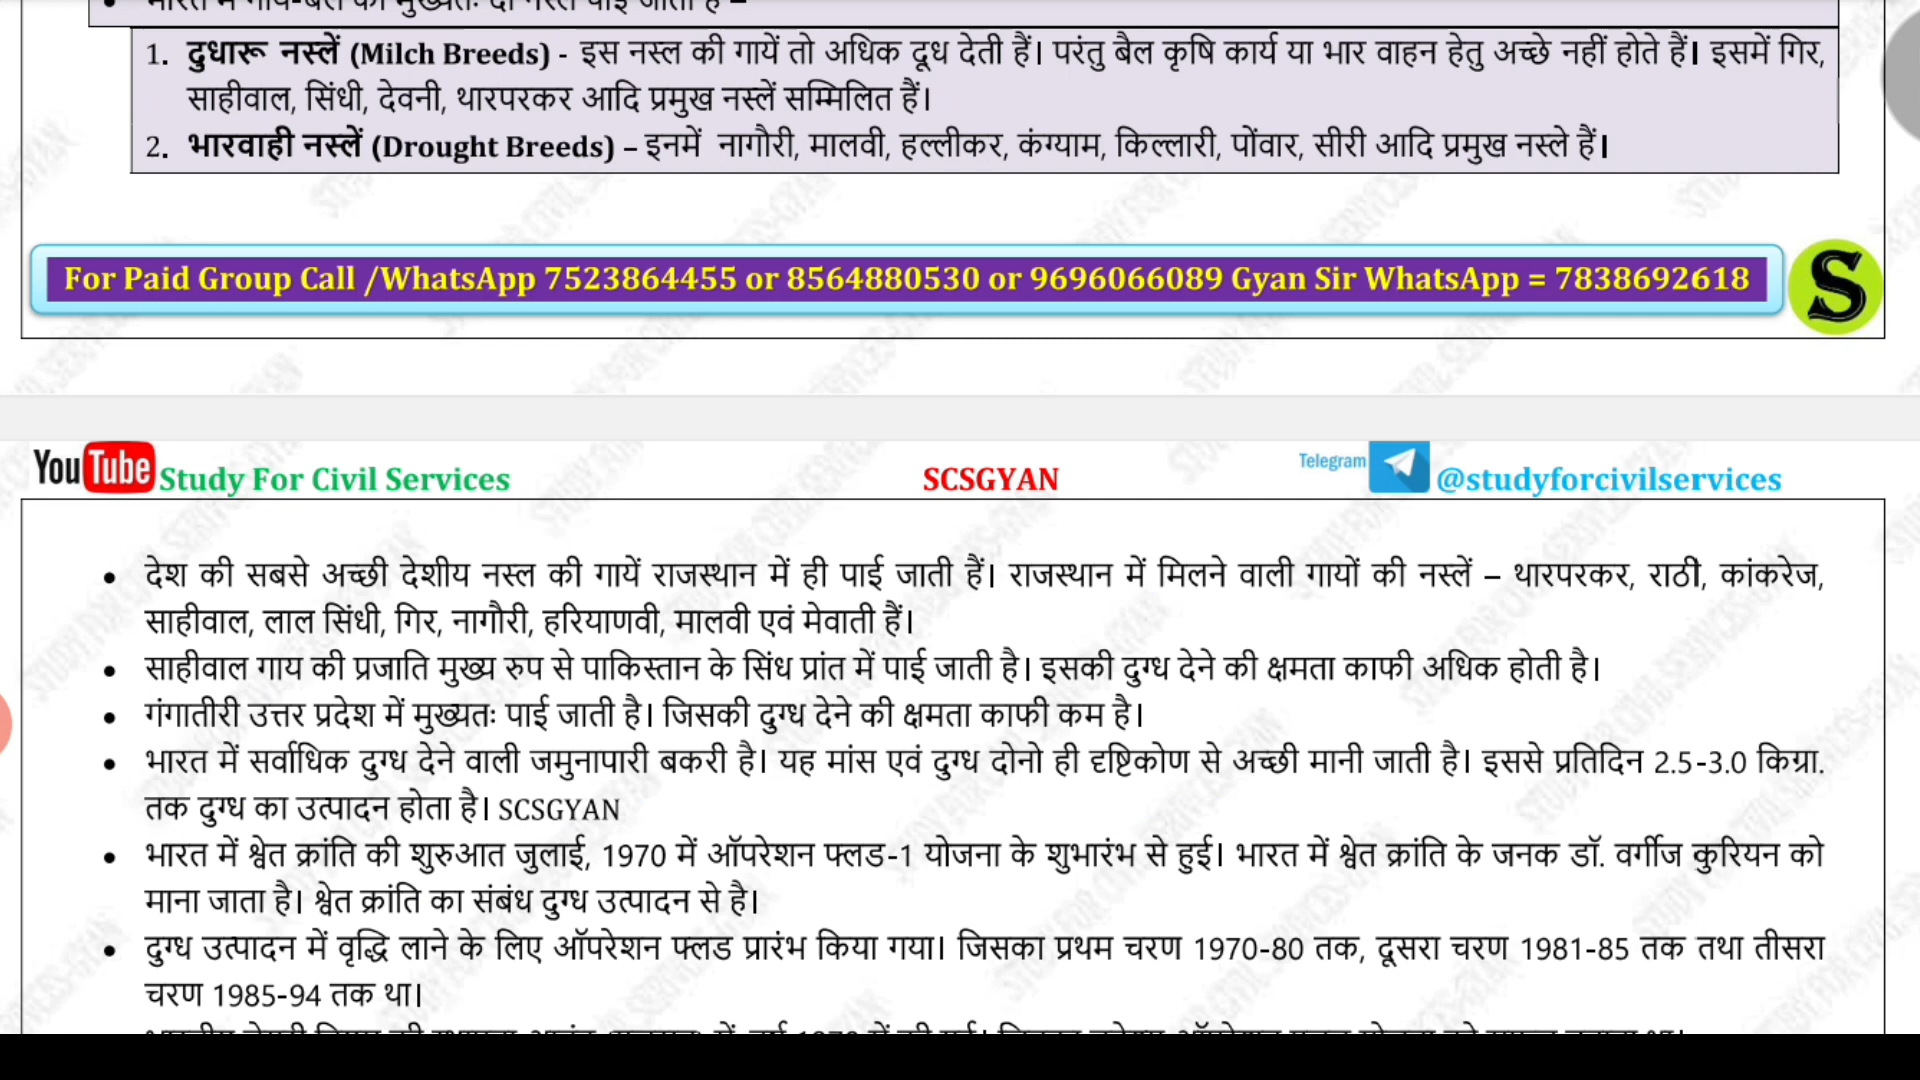 भारत में गाय-बैल की मुख्यतः दो नस्लें पाई जाती हैं –
1. दुधारू नस्लें (Milch Breeds) - इस नस्ल की गायें तो अधिक दूध देती हैं। परंतु बैल कृषि कार्य या भार वाहन हेतु अच्छे नहीं होते हैं। इसमें गिर,
साहीवाल, सिंधी, देवनी, थारपरकर आदि प्रमुख नस्लें सम्मिलित हैं।
2. भारवाही नस्लें (Drought Breeds) – इनमें नागौरी, मालवी, हल्लीकर, कंग्याम, किल्लारी, पोंवार, सीरी आदि प्रमुख नस्ले हैं।
For Paid Group Call /WhatsApp 7523864455 or 8564880530 or 9696066089 Gyan Sir WhatsApp = 7838692618
S
YouTube Study For Civil Services SCSGYAN Telegram @studyforcivilservices
• देश की सबसे अच्छी देशीय नस्ल की गायें राजस्थान में ही पाई जाती हैं। राजस्थान में मिलने वाली गायों की नस्लें – थारपरकर, राठी, कांकरेज,
साहीवाल, लाल सिंधी, गिर, नागौरी, हरियाणवी, मालवी एवं मेवाती हैं।
• साहीवाल गाय की प्रजाति मुख्य रुप से पाकिस्तान के सिंध प्रांत में पाई जाती है। इसकी दुग्ध देने की क्षमता काफी अधिक होती है।
• गंगातीरी उत्तर प्रदेश में मुख्यतः पाई जाती है। जिसकी दुग्ध देने की क्षमता काफी कम है।
• भारत में सर्वाधिक दुग्ध देने वाली जमुनापारी बकरी है। यह मांस एवं दुग्ध दोनो ही दृष्टिकोण से अच्छी मानी जाती है। इससे प्रतिदिन 2.5-3.0 किग्रा.
तक दुग्ध का उत्पादन होता है। SCSGYAN
• भारत में श्वेत क्रांति की शुरुआत जुलाई, 1970 में ऑपरेशन फ्लड-1 योजना के शुभारंभ से हुई। भारत में श्वेत क्रांति के जनक डॉ. वर्गीज कुरियन को
माना जाता है। श्वेत क्रांति का संबंध दुग्ध उत्पादन से है।
• दुग्ध उत्पादन में वृद्धि लाने के लिए ऑपरेशन फ्लड प्रारंभ किया गया। जिसका प्रथम चरण 1970-80 तक, दूसरा चरण 1981-85 तक तथा तीसरा
चरण 1985-94 तक था।